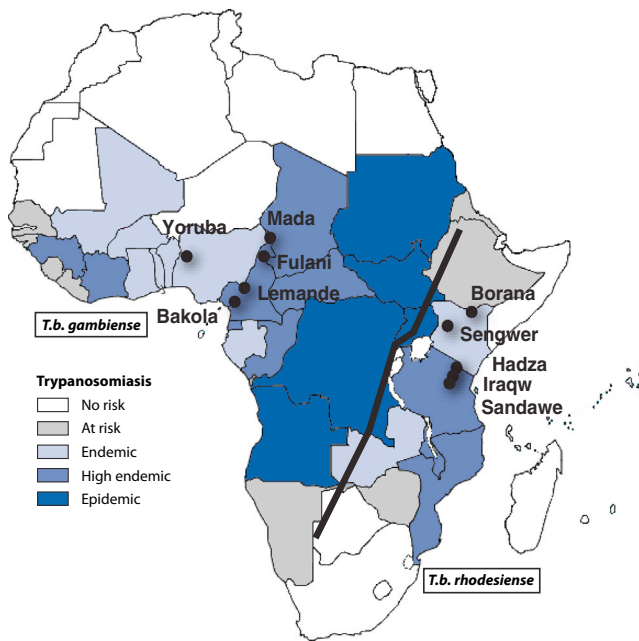 Mada
Yoruba
Fulani
Lemande
Bakola
Borana
T.b. gambiense
Sengwer
Hadza
Iraqw
Sandawe
Trypanosomiasis
No risk
At risk
Endemic
High endemic
Epidemic
T.b. rhodesiense